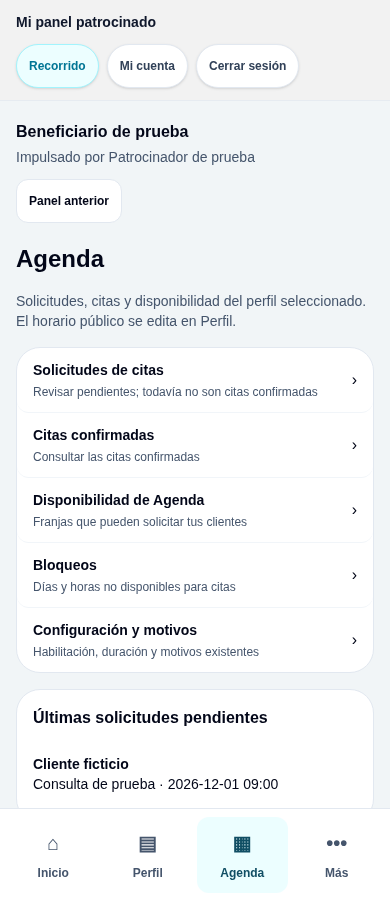 Mi panel patrocinado
Recorrido
Mi cuenta
Cerrar sesión
Beneficiario de prueba
Impulsado por Patrocinador de prueba
Panel anterior
Agenda
Solicitudes, citas y disponibilidad del perfil seleccionado.
El horario público se edita en Perfil.
Solicitudes de citas
Revisar pendientes; todavía no son citas confirmadas
Citas confirmadas
Consultar las citas confirmadas
Disponibilidad de Agenda
Franjas que pueden solicitar tus clientes
Bloqueos
Días y horas no disponibles para citas
Configuración y motivos
Habilitación, duración y motivos existentes
Últimas solicitudes pendientes
Cliente ficticio
Consulta de prueba · 2026-12-01 09:00
Inicio
Perfil
Agenda
Más